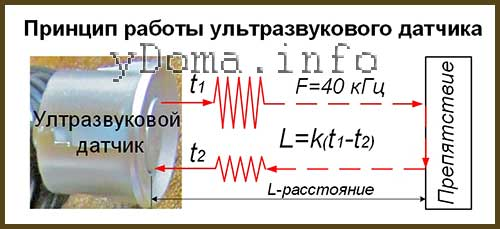 Принцип работы ультразвукового датчика
yDoma.info
t1
F=40 кГц
Ултразвуковой
датчик
L=k(t1-t2)
t2
L-расстояние
Препятствие